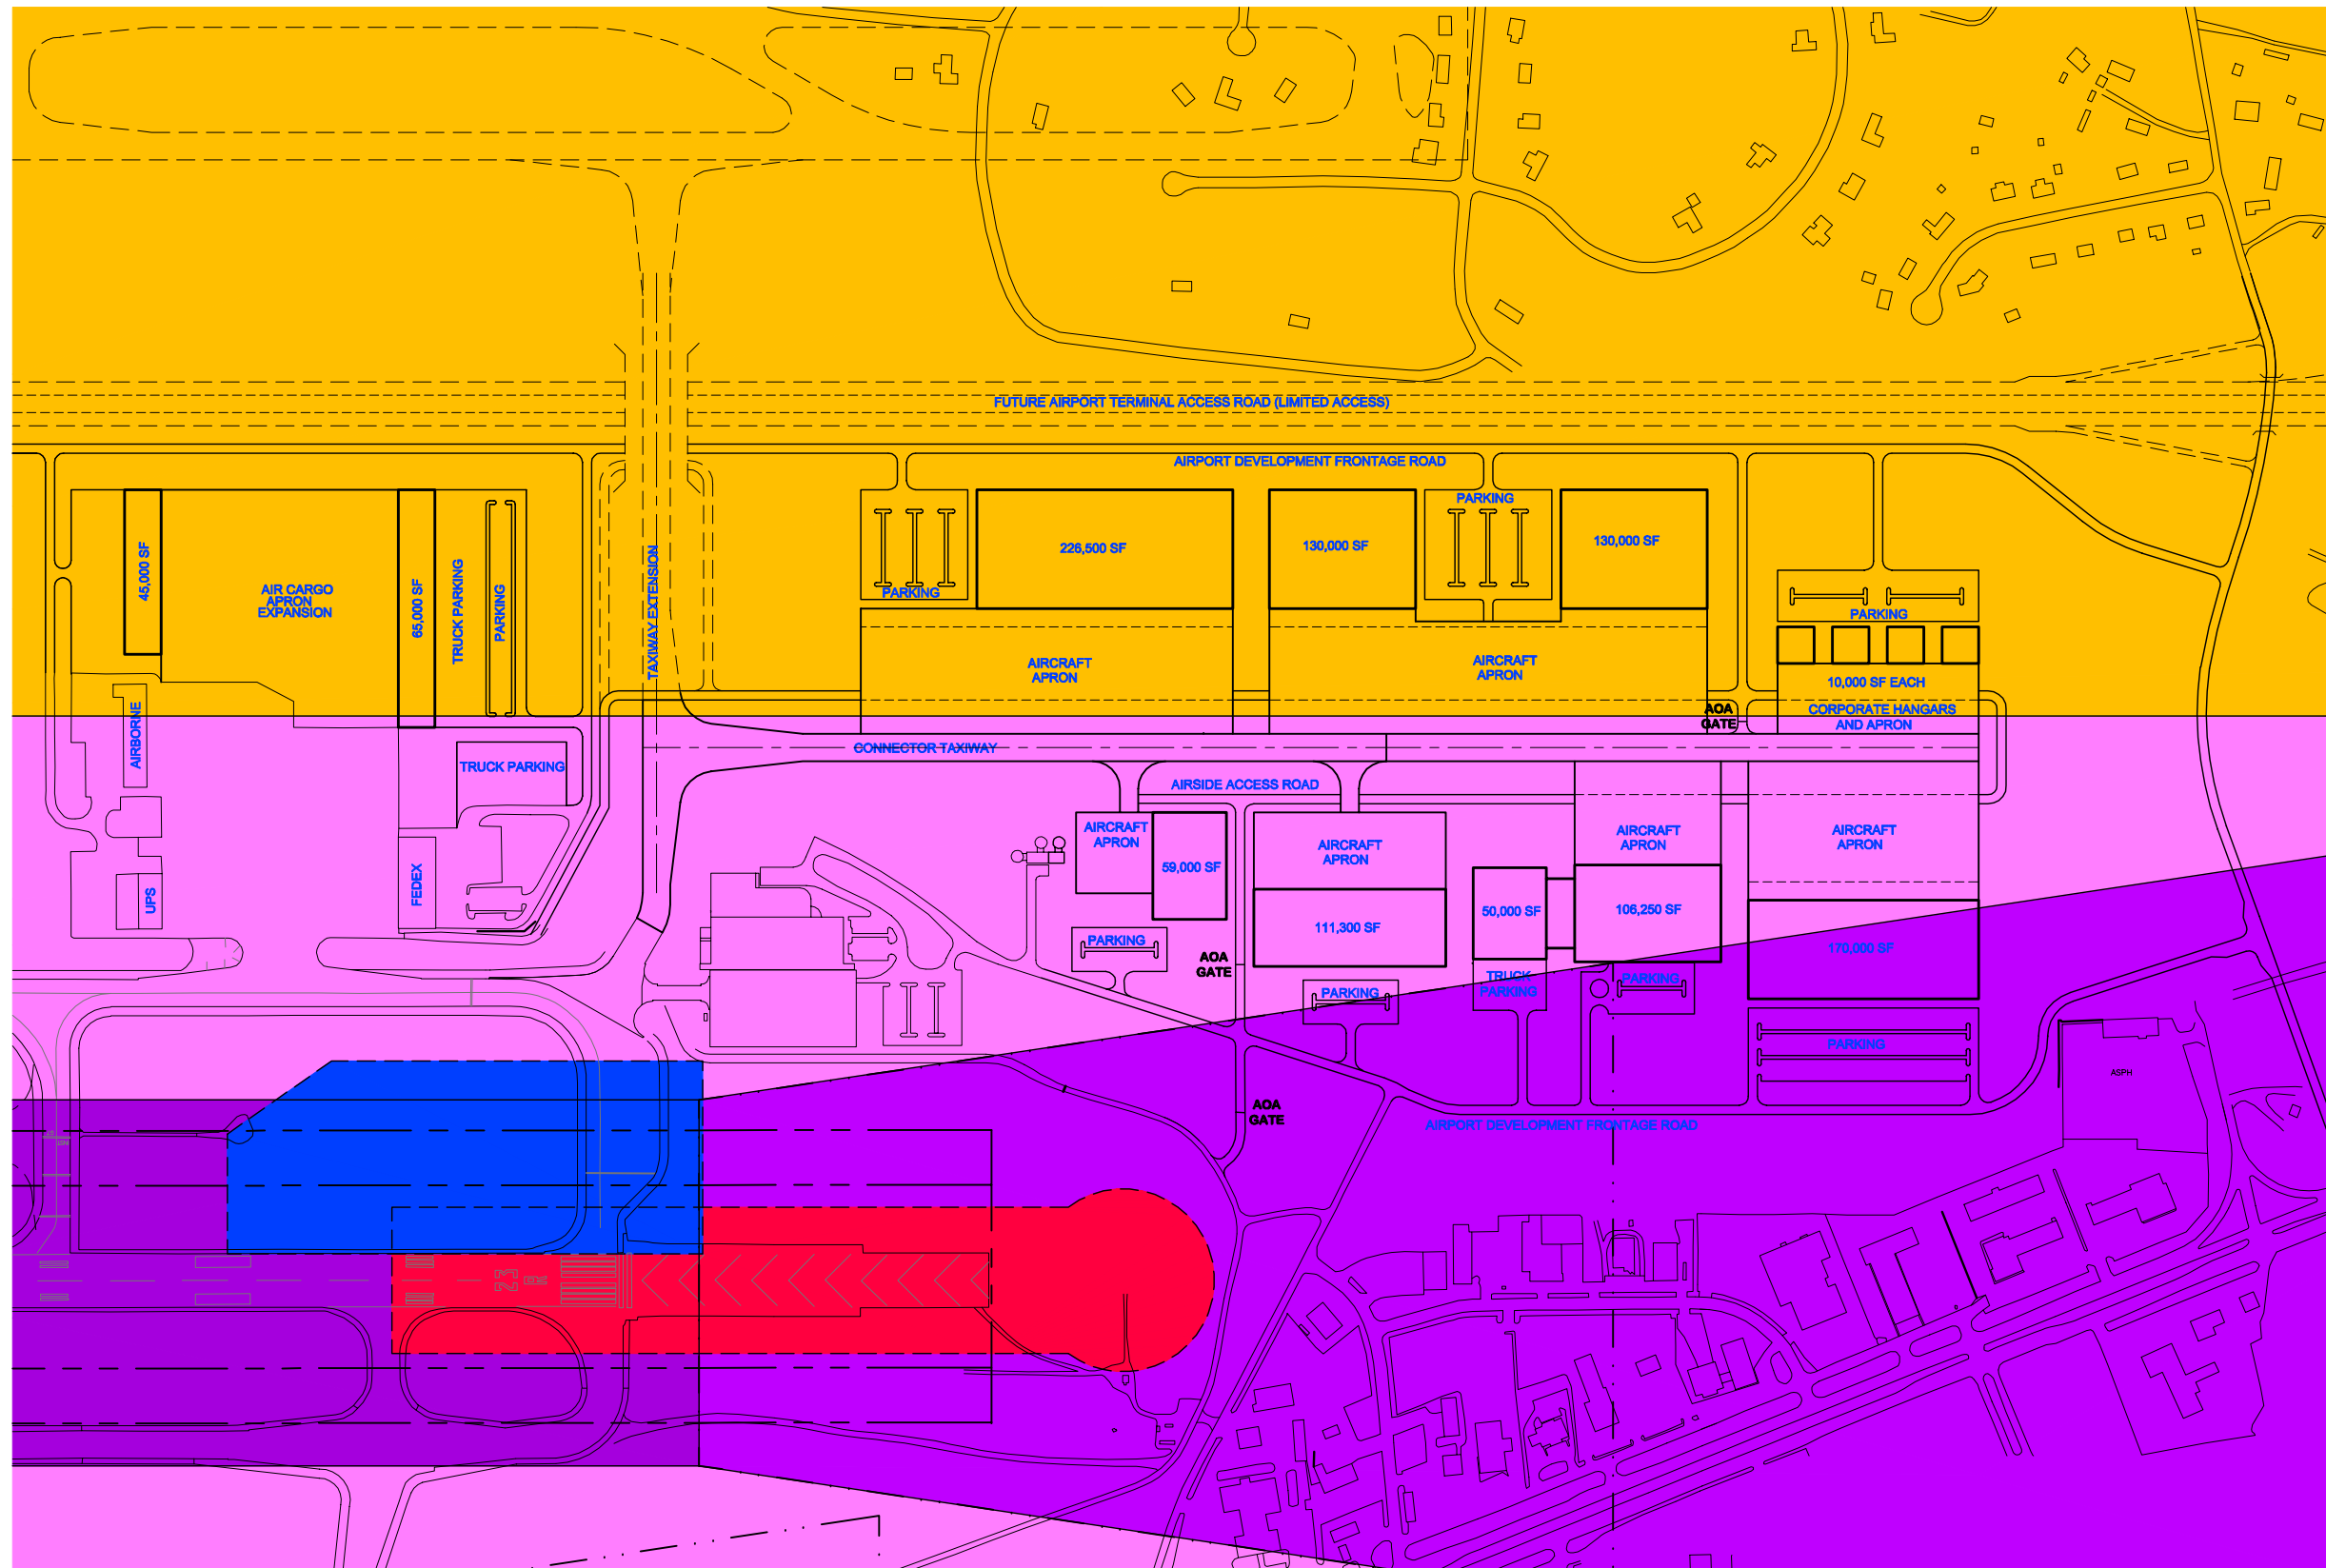 FUTURE AIRPORT TERMINAL ACCESS ROAD (LIMITED ACCESS)
AIRPORT DEVELOPMENT FRONTAGE ROAD
45,000 SF
AIR CARGO
APRON
EXPANSION
65,000 SF
TRUCK PARKING
PARKING
TAXIWAY EXTENSION
PARKING
226,500 SF
130,000 SF
PARKING
130,000 SF
PARKING
AIRCRAFT
APRON
AIRCRAFT
APRON
10,000 SF EACH
CORPORATE HANGARS
AND APRON
AOA
GATE
AIRBORNE
TRUCK PARKING
CONNECTOR TAXIWAY
AIRSIDE ACCESS ROAD
UPS
FEDEX
AIRCRAFT
APRON
59,000 SF
AIRCRAFT
APRON
AIRCRAFT
APRON
AIRCRAFT
APRON
111,300 SF
50,000 SF
106,250 SF
170,000 SF
PARKING
AOA
GATE
PARKING
TRUCK
PARKING
PARKING
PARKING
ASPH
AOA
GATE
AIRPORT DEVELOPMENT FRONTAGE ROAD
23